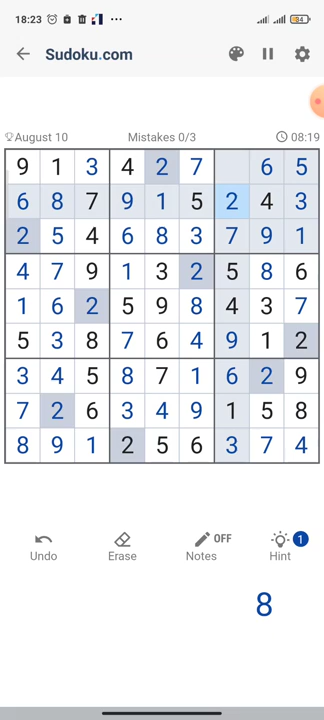 18:23 ... 84
Sudoku.com
August 10 Mistakes 0/3 08:19
9 1 3 4 2 7 6 5
6 8 7 9 1 5 2 4 3
2 5 4 6 8 3 7 9 1
4 7 9 1 3 2 5 8 6
1 6 2 5 9 8 4 3 7
5 3 8 7 6 4 9 1 2
3 4 5 8 7 1 6 2 9
7 2 6 3 4 9 1 5 8
8 9 1 2 5 6 3 7 4
OFF 1
Undo Erase Notes Hint
8